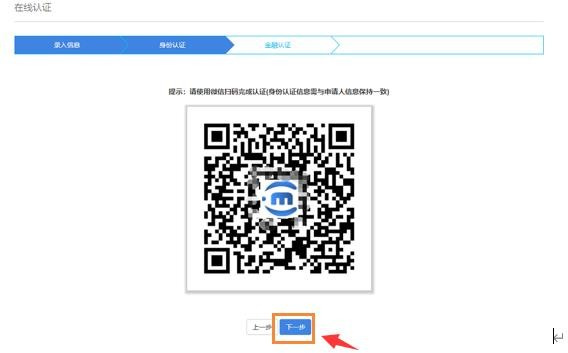 在线认证
录入信息
身份认证
金融认证
提示：请使用微信扫码完成认证(身份认证信息需与申请人信息保持一致)
上一步
下一步